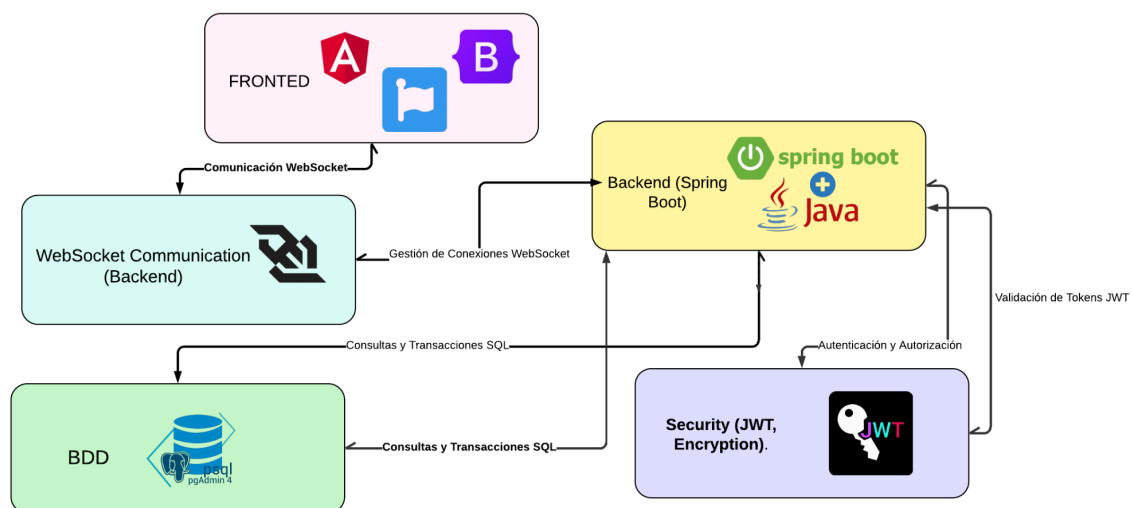 FRONTED
B
Comunicación WebSocket
Backend (Spring
Boot)
spring boot
Java
WebSocket Communication
(Backend)
Gestión de Conexiones WebSocket
Validación de Tokens JWT
Consultas y Transacciones SQL
Autenticación y Autorización
BDD
psql
pgAdmin 4
Consultas y Transacciones SQL
Security (JWT,
Encryption).
JWT